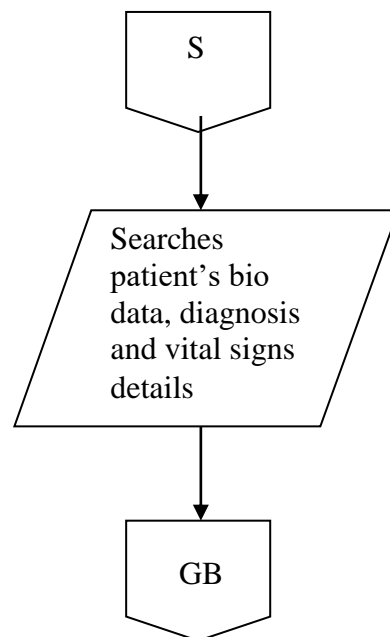 S
Searches
patient’s bio
data, diagnosis
and vital signs
details
GB